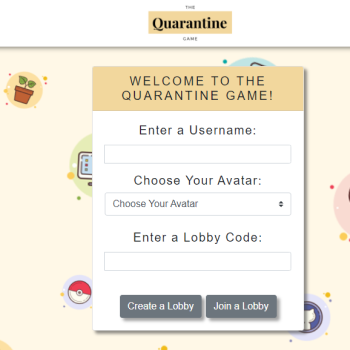 THE
Quarantine
GAME
WELCOME TO THE
QUARANTINE GAME!
Enter a Username:
Choose Your Avatar:
Choose Your Avatar
Enter a Lobby Code:
Create a Lobby Join a Lobby